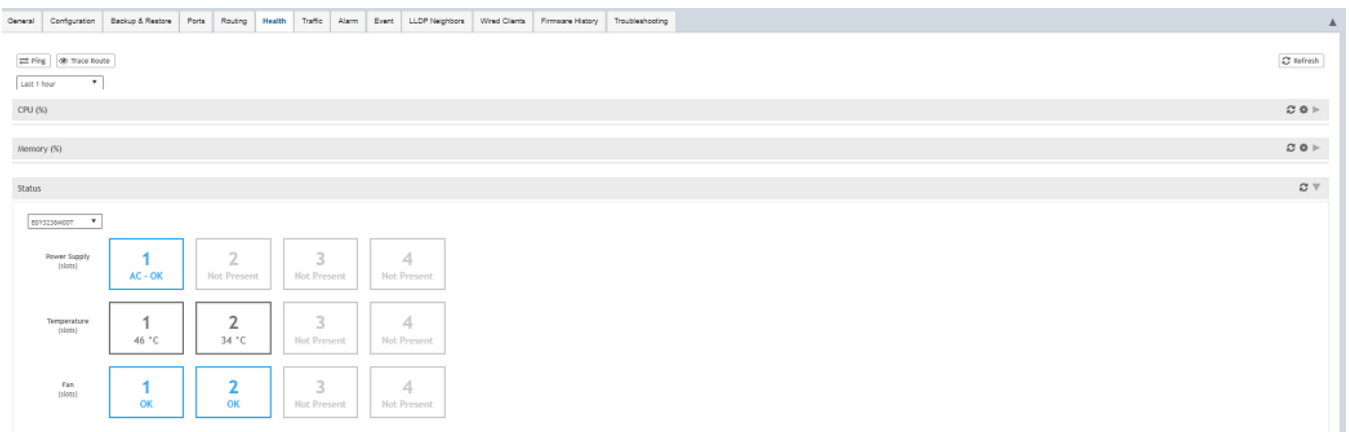 General Configuration Backup & Restore Ports Routing Health Traffic Alarm Event LLDP Neighbors Wired Clients Firmware History Troubleshooting
Ping Trace Route Refresh
Last 1 hour
CPU (%)
Memory (%)
Status
Power Supply
(slots)
1 2 3 4
AC - OK Not Present Not Present Not Present
Temperature
(slots)
1 2 3 4
46 °C 34 °C Not Present Not Present
Fan
(slots)
1 2 3 4
OK OK Not Present Not Present